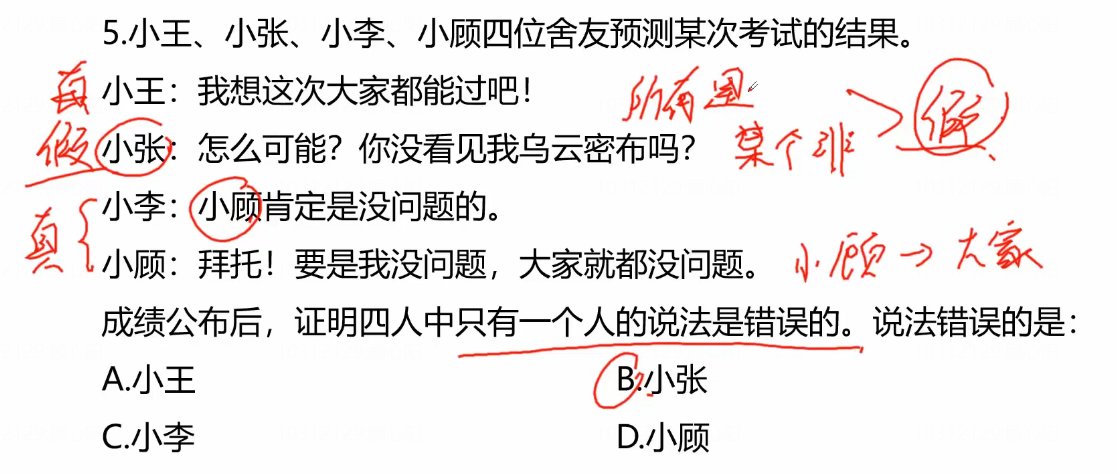 5.小王、小张、小李、小顾四位舍友预测某次考试的结果。
真 小王：我想这次大家都能过吧！ 所有是
假 小张：怎么可能？你没看见我乌云密布吗？ 某个非 假
小李：小顾肯定是没问题的。
真 小顾：拜托！要是我没问题，大家就都没问题。 小顾→大家
成绩公布后，证明四人中只有一个人的说法是错误的。说法错误的是：
A.小王 B.小张
C.小李 D.小顾